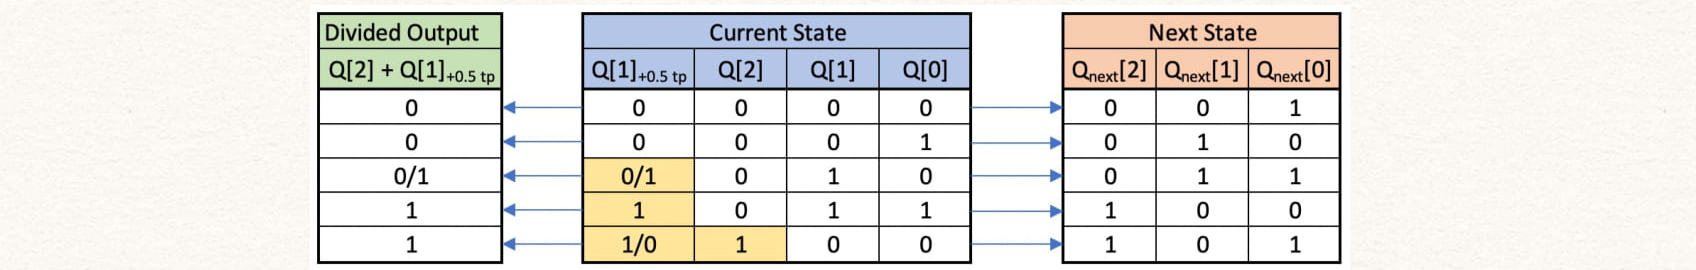 Divided Output Current State Next State
Q[2] + Q[1]+0.5 tp Q[1]+0.5 tp Q[2] Q[1] Q[0] Qnext[2] Qnext[1] Qnext[0]
0 0 0 0 0 0 0 1
0 0 0 0 1 0 1 0
0/1 0/1 0 1 0 0 1 1
1 1 0 1 1 1 0 0
1 1/0 1 0 0 1 0 1